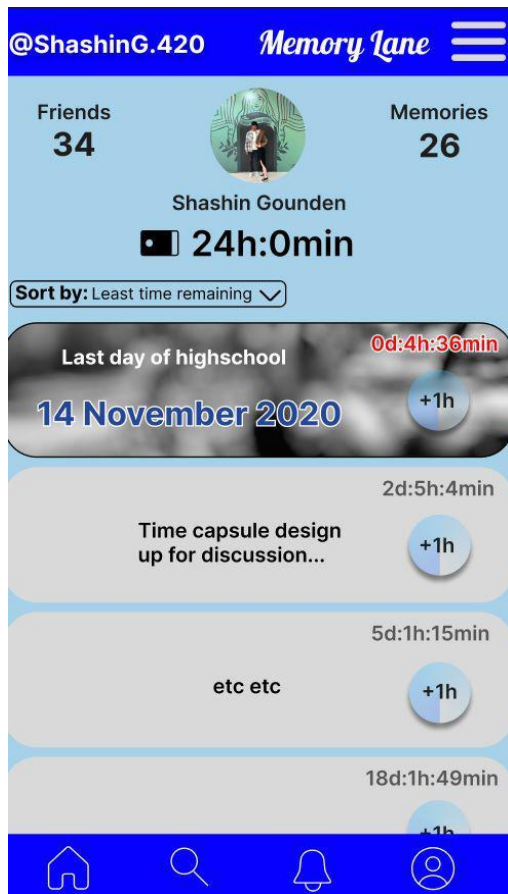 @ShashinG.420 Memory Lane
Friends
34
Memories
26
Shashin Gounden
24h:0min
Sort by: Least time remaining
0d:4h:36min
Last day of highschool
14 November 2020
+1h
2d:5h:4min
Time capsule design
up for discussion...
+1h
5d:1h:15min
etc etc
+1h
18d:1h:49min
+1h